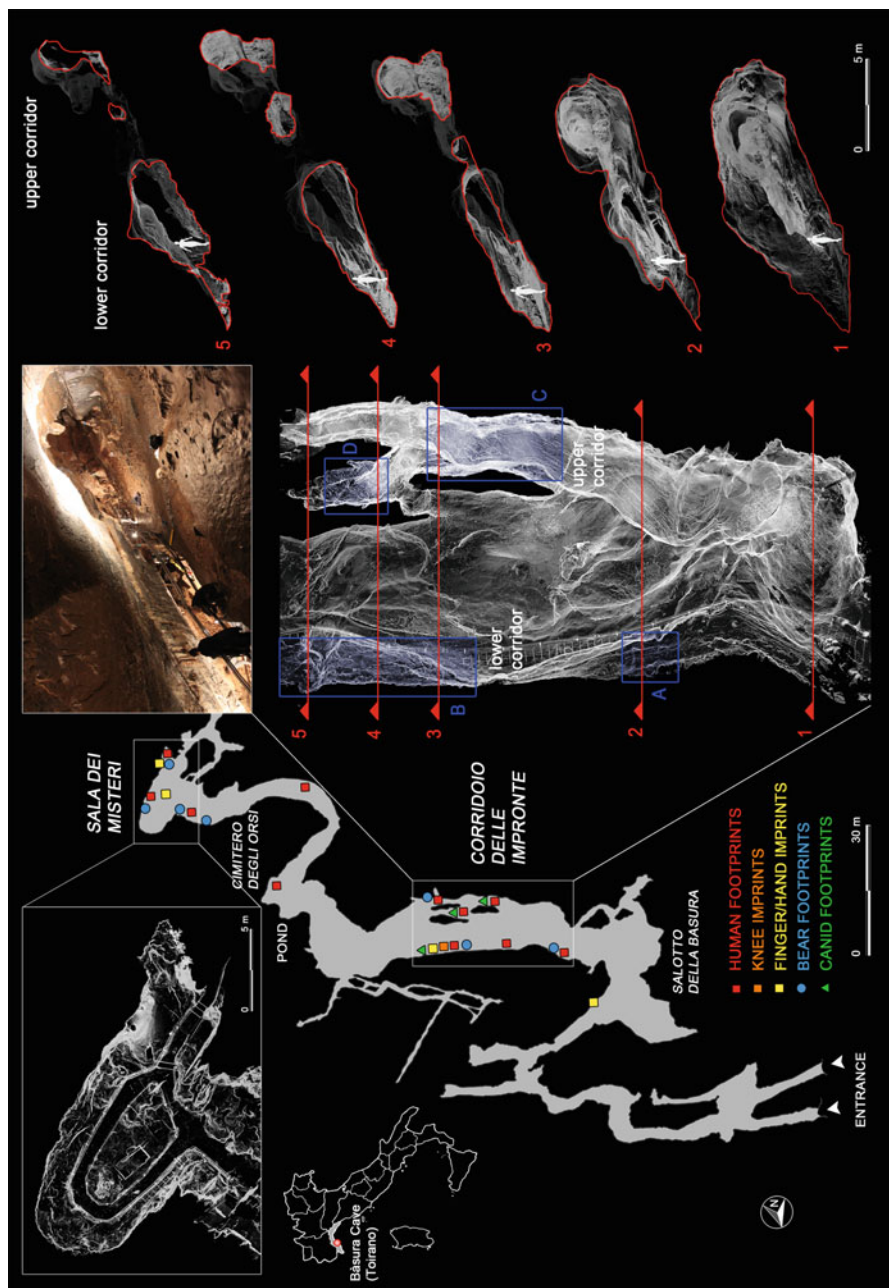 5 m
0
Bàsura Cave
(Toirano)
SALA DEI
MISTERI
CIMITERO
DEGLI ORSI
POND
CORRIDOIO
DELLE
IMPRONTE
SALOTTO
DELLA BASURA
ENTRANCE
N
HUMAN FOOTPRINTS
KNEE IMPRINTS
FINGER/HAND IMPRINTS
BEAR FOOTPRINTS
CANID FOOTPRINTS
0
30 m
5
4
3
2
1
B
A
D
C
lower
corridor
upper
corridor
lower corridor
upper corridor
5
4
3
2
1
0
5 m